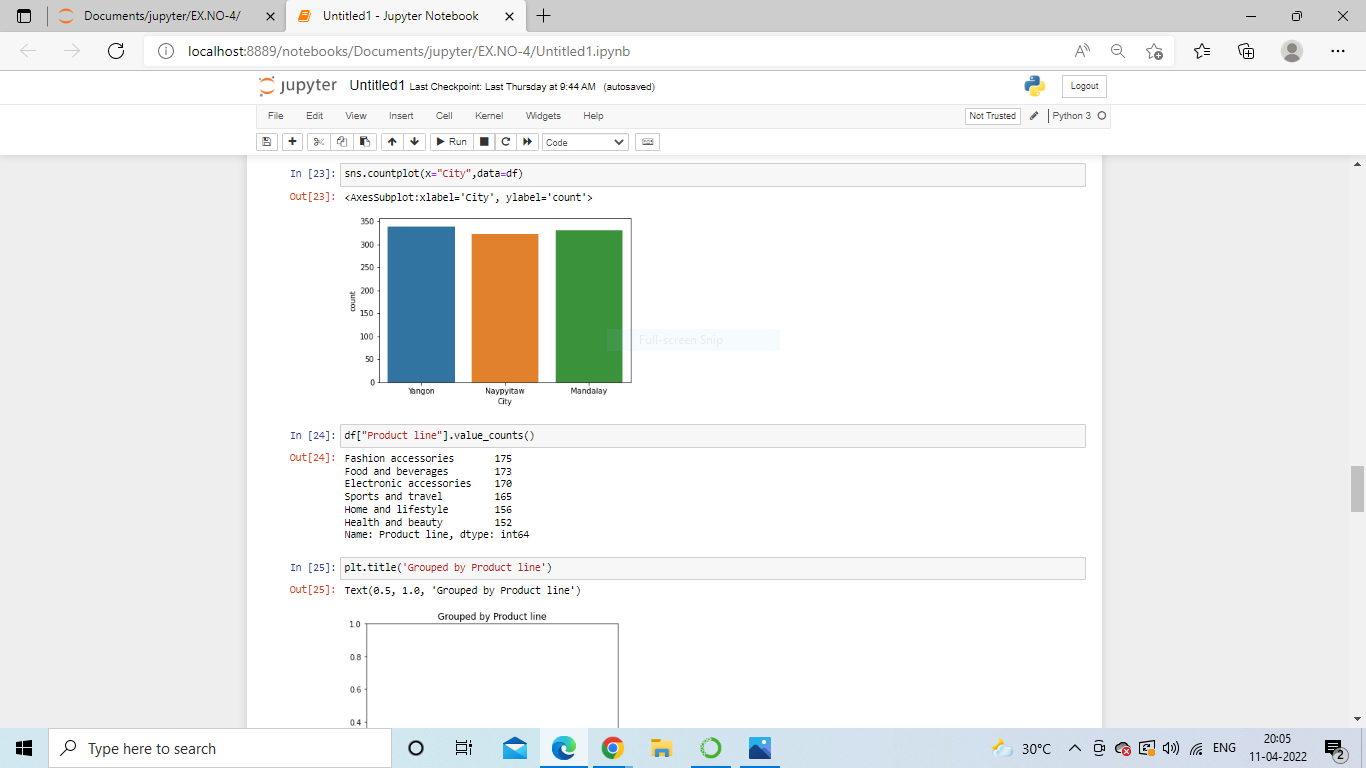 Documents/jupyter/EX.NO-4/
Untitled1 - Jupyter Notebook
localhost:8889/notebooks/Documents/jupyter/EX.NO-4/Untitled1.ipynb
jupyter Untitled1 Last Checkpoint: Last Thursday at 9:44 AM (autosaved)
Logout
File Edit View Insert Cell Kernel Widgets Help
Not Trusted Python 3
Run Code
In [23]: sns.countplot(x="City",data=df)
Out[23]: <AxesSubplot:xlabel='City', ylabel='count'>
350
300
250
200
150
100
50
0
count
Yangon Naypyitaw Mandalay
City
Full-screen Snip
In [24]: df["Product line"].value_counts()
Out[24]: Fashion accessories 175
Food and beverages 173
Electronic accessories 170
Sports and travel 165
Home and lifestyle 156
Health and beauty 152
Name: Product line, dtype: int64
In [25]: plt.title('Grouped by Product line')
Out[25]: Text(0.5, 1.0, 'Grouped by Product line')
Grouped by Product line
1.0
0.8
0.6
0.4
Type here to search
30°C
ENG
20:05
11-04-2022
2